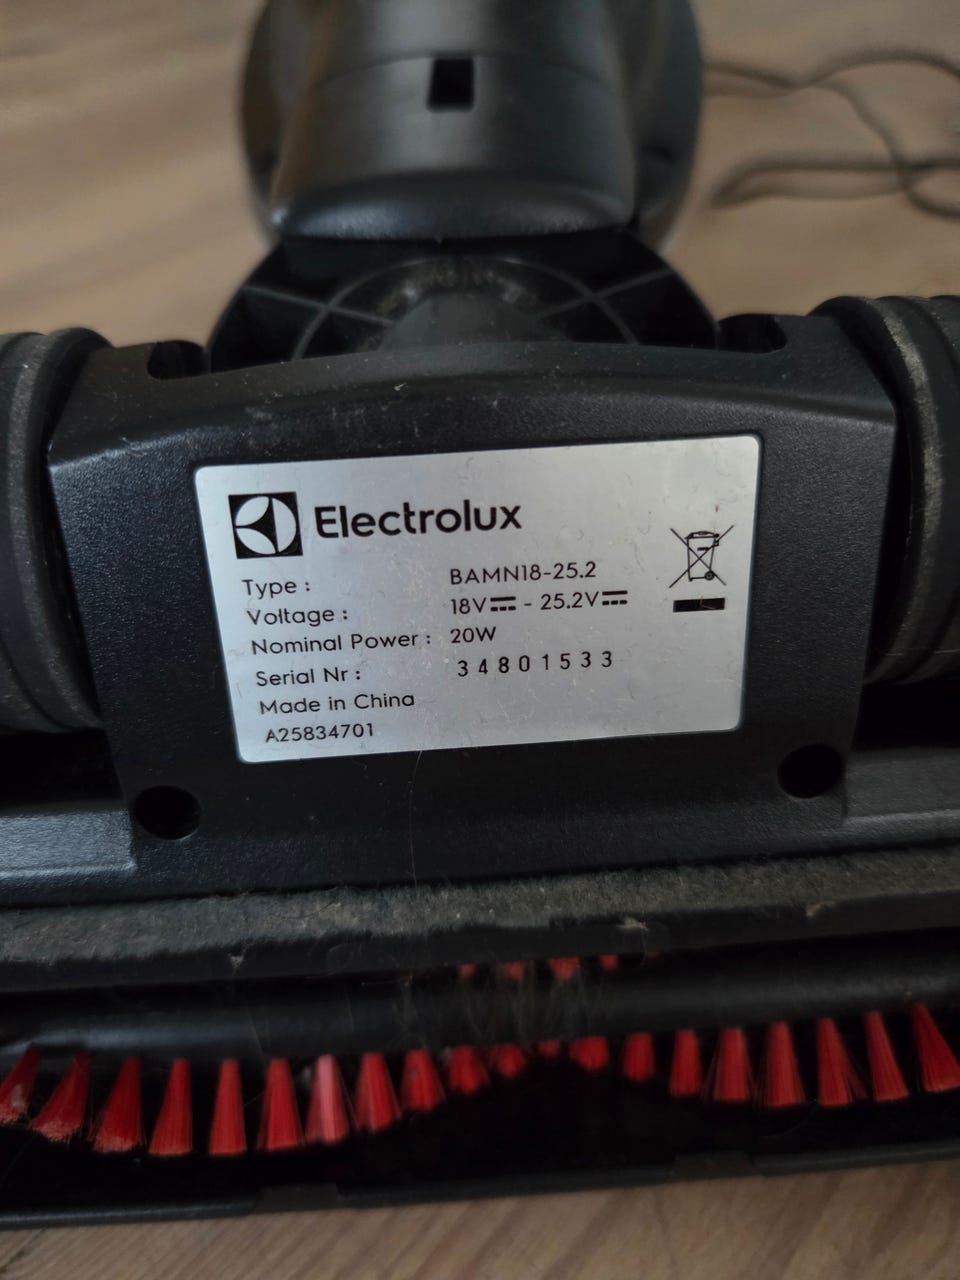 Electrolux
Type : BAMN18-25.2
Voltage : 18V⎓ - 25.2V⎓
Nominal Power : 20W
Serial Nr : 34801533
Made in China
A25834701